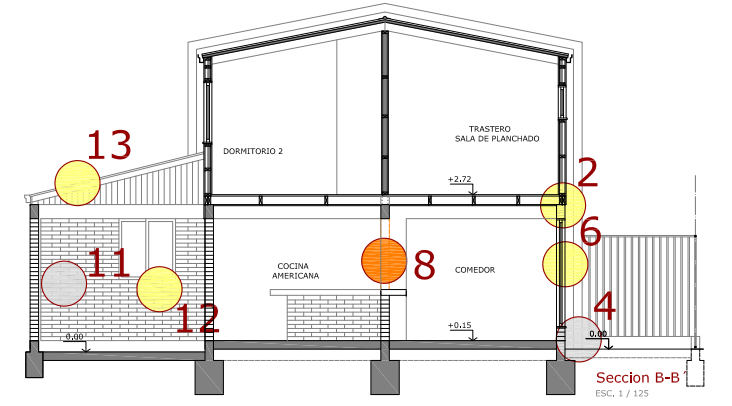 13
DORMITORIO 2
TRASTERO
SALA DE PLANCHADO
+2.72
2
6
11
12
COCINA
AMERICANA
8
COMEDOR
4
0.00
+0.15
0.00
Seccion B-B´
ESC, 1 / 125